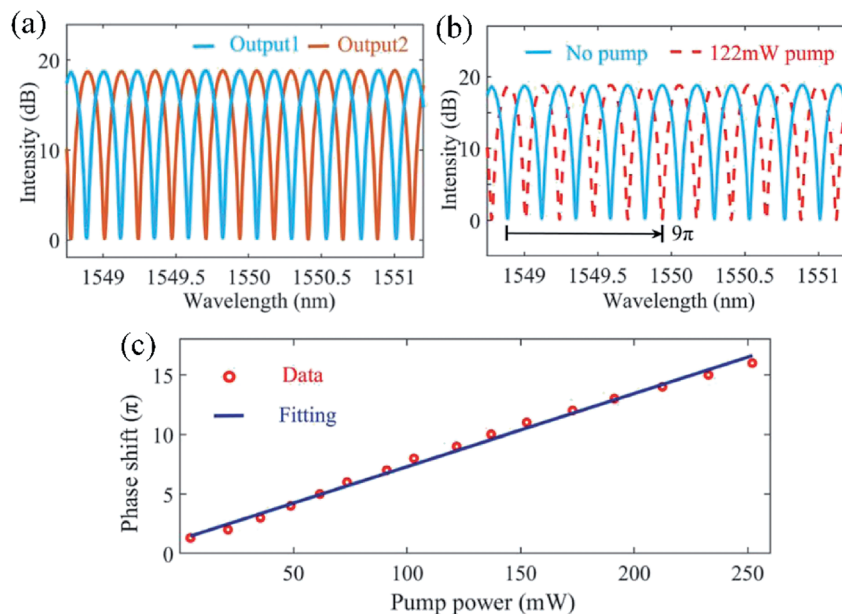 (a)
Output1 Output2
Intensity (dB)
20
10
0
1549 1549.5 1550 1550.5 1551
Wavelength (nm)
(b)
No pump 122mW pump
Intensity (dB)
20
10
0
9π
1549 1549.5 1550 1550.5 1551
Wavelength (nm)
(c)
Data
Fitting
Phase shift (π)
15
10
5
0
50 100 150 200 250
Pump power (mW)